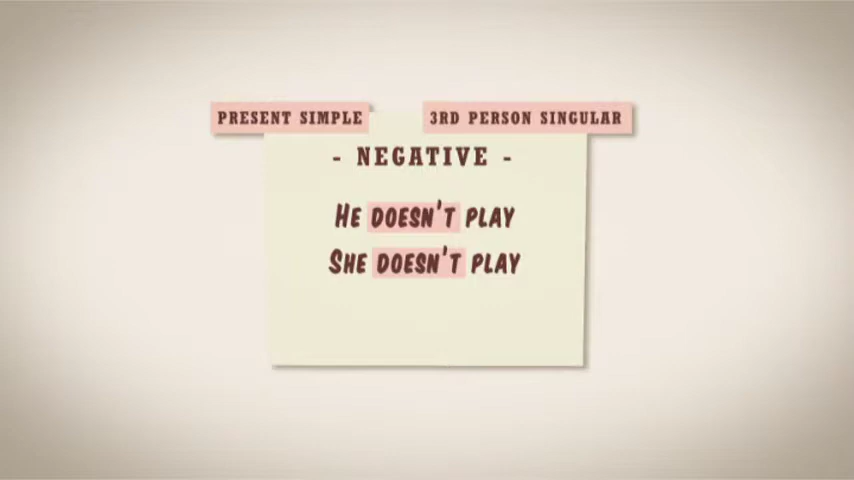 PRESENT SIMPLE
3RD PERSON SINGULAR
- NEGATIVE -
HE DOESN'T PLAY
SHE DOESN'T PLAY